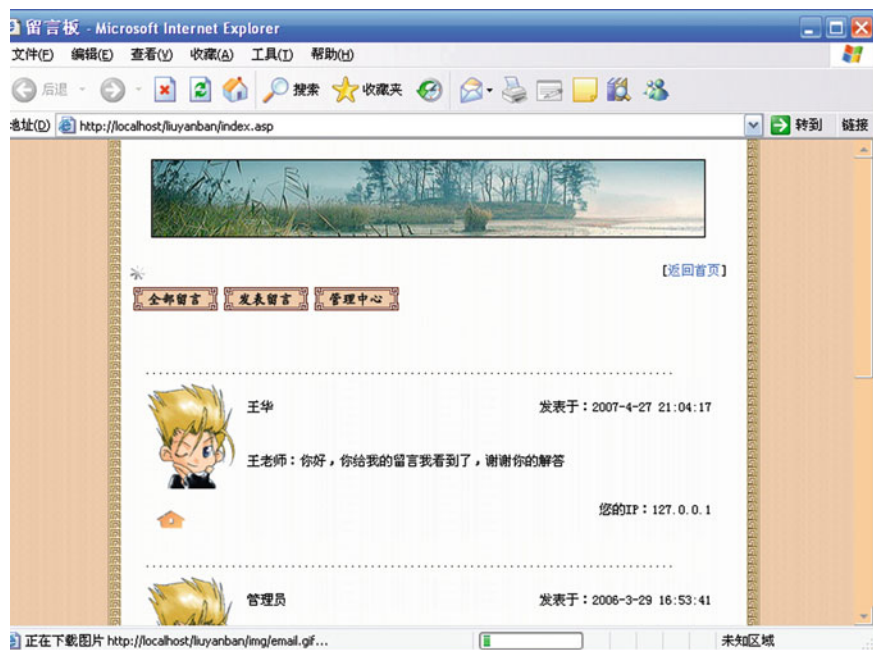 留言板 - Microsoft Internet Explorer
文件(F) 编辑(E) 查看(V) 收藏(A) 工具(T) 帮助(H)
后退 搜索 收藏夹
地址(D) http://localhost/liuyanban/index.asp 转到 链接
[返回首页]
全部留言 发表留言 管理中心
王华 发表于：2007-4-27 21:04:17
王老师：你好，你给我的留言我看到了，谢谢你的解答
您的IP：127.0.0.1
管理员 发表于：2006-3-29 16:53:41
正在下载图片 http://localhost/liuyanban/img/email.gif... 未知区域